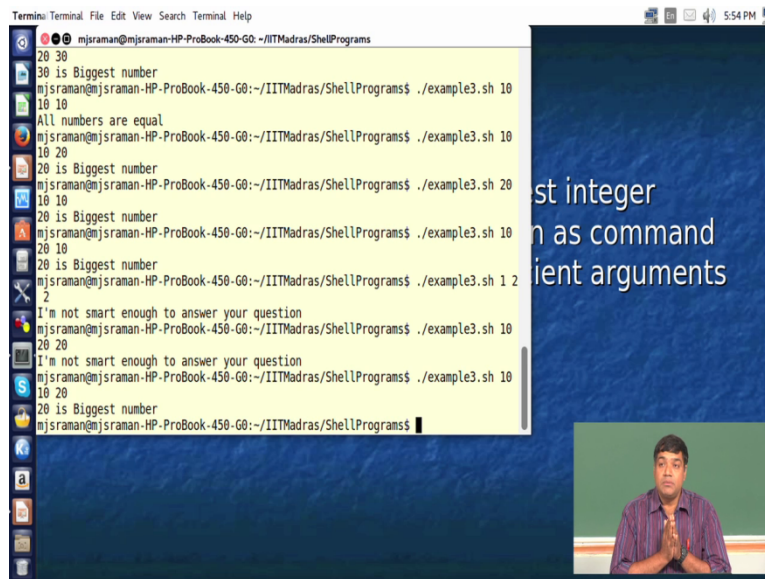 Termina Terminal File Edit View Search Terminal Help
En 5:54 PM
mjsraman@mjsraman-HP-ProBook-450-G0: ~/IITMadras/ShellPrograms
20 30
30 is Biggest number
mjsraman@mjsraman-HP-ProBook-450-G0:~/IITMadras/ShellPrograms$ ./example3.sh 10
10 10
All numbers are equal
mjsraman@mjsraman-HP-ProBook-450-G0:~/IITMadras/ShellPrograms$ ./example3.sh 10
10 20
20 is Biggest number
mjsraman@mjsraman-HP-ProBook-450-G0:~/IITMadras/ShellPrograms$ ./example3.sh 20
10 10
20 is Biggest number
mjsraman@mjsraman-HP-ProBook-450-G0:~/IITMadras/ShellPrograms$ ./example3.sh 10
20 10
20 is Biggest number
mjsraman@mjsraman-HP-ProBook-450-G0:~/IITMadras/ShellPrograms$ ./example3.sh 1 2
2
I'm not smart enough to answer your question
mjsraman@mjsraman-HP-ProBook-450-G0:~/IITMadras/ShellPrograms$ ./example3.sh 10
20 20
I'm not smart enough to answer your question
mjsraman@mjsraman-HP-ProBook-450-G0:~/IITMadras/ShellPrograms$ ./example3.sh 10
10 20
20 is Biggest number
mjsraman@mjsraman-HP-ProBook-450-G0:~/IITMadras/ShellPrograms$
est integer
n as command
ient arguments